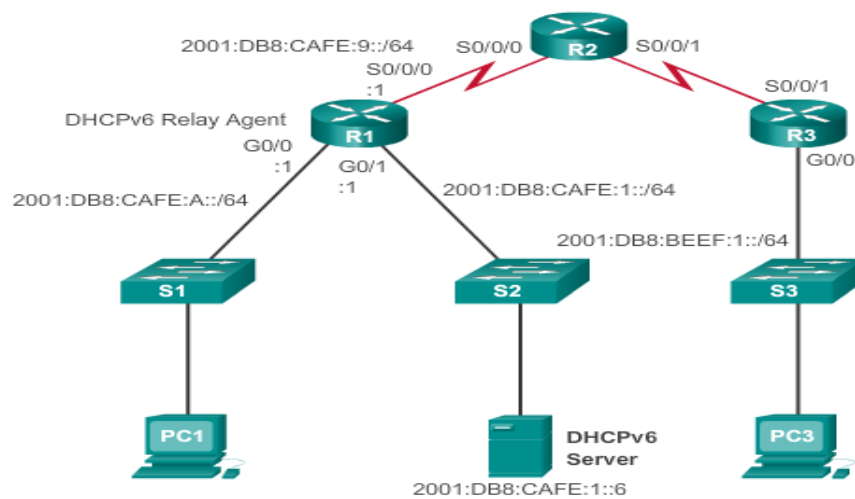 2001:DB8:CAFE:9::/64
S0/0/0
S0/0/1
R2
S0/0/0
:1
S0/0/1
DHCPv6 Relay Agent
R1
R3
G0/0
:1
G0/1
:1
G0/0
2001:DB8:CAFE:A::/64
2001:DB8:CAFE:1::/64
2001:DB8:BEEF:1::/64
S1
S2
S3
PC1
DHCPv6
Server
PC3
2001:DB8:CAFE:1::6